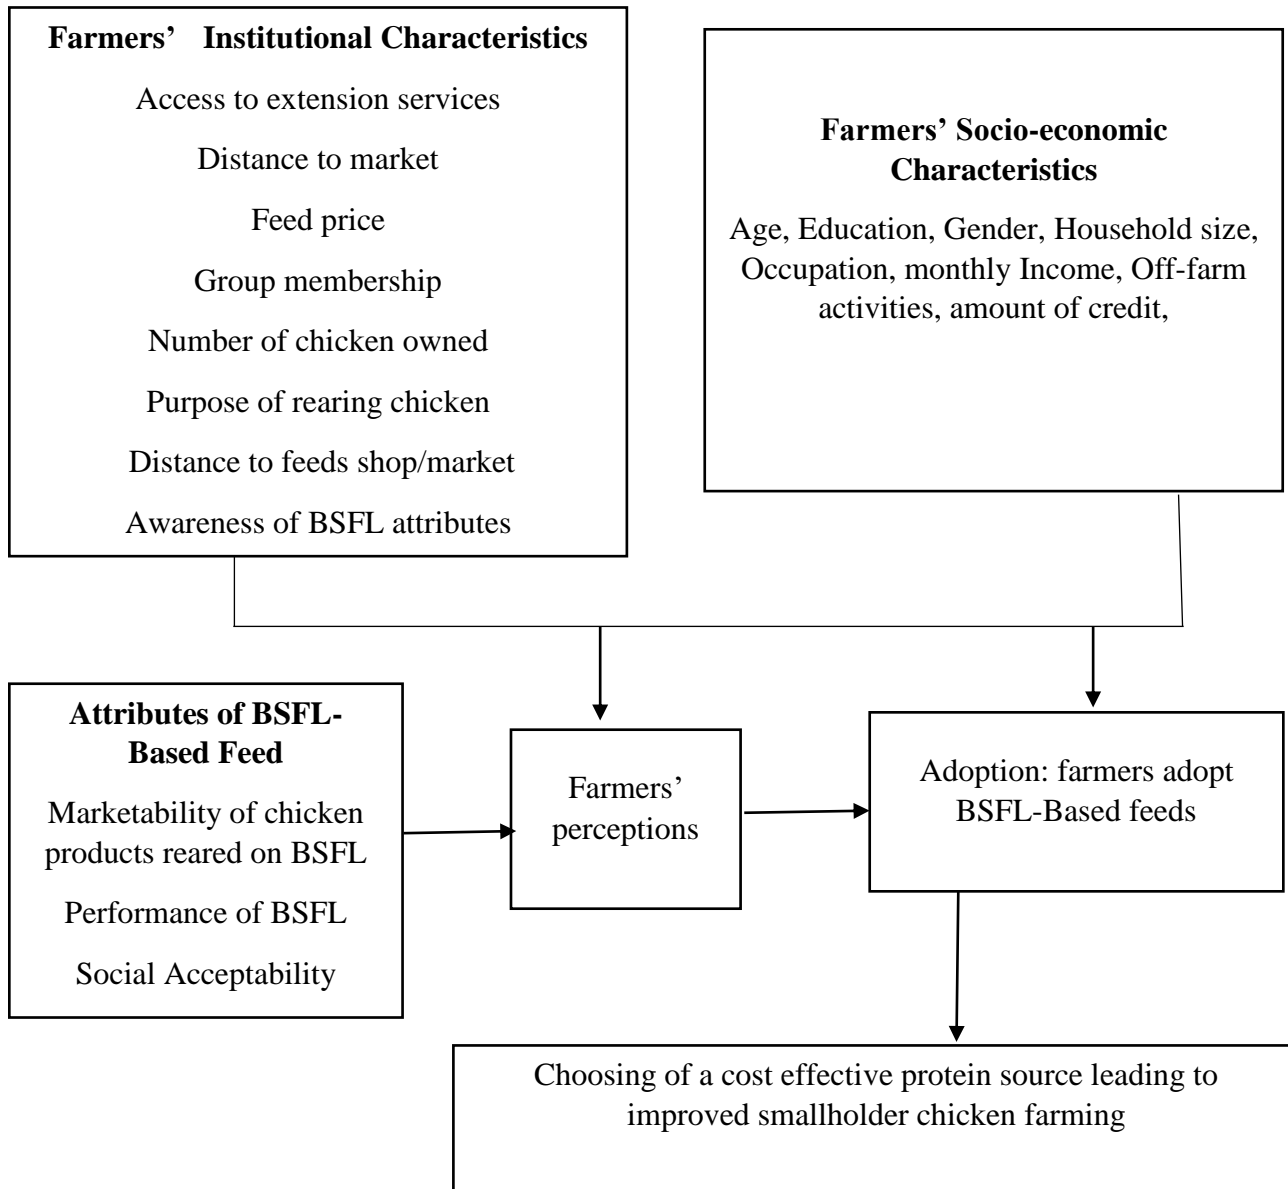 Farmers’ Institutional Characteristics
Access to extension services
Distance to market
Feed price
Group membership
Number of chicken owned
Purpose of rearing chicken
Distance to feeds shop/market
Awareness of BSFL attributes
Farmers’ Socio-economic
Characteristics
Age, Education, Gender, Household size,
Occupation, monthly Income, Off-farm
activities, amount of credit,
Attributes of BSFL-
Based Feed
Marketability of chicken
products reared on BSFL
Performance of BSFL
Social Acceptability
Farmers’
perceptions
Adoption: farmers adopt
BSFL-Based feeds
Choosing of a cost effective protein source leading to
improved smallholder chicken farming